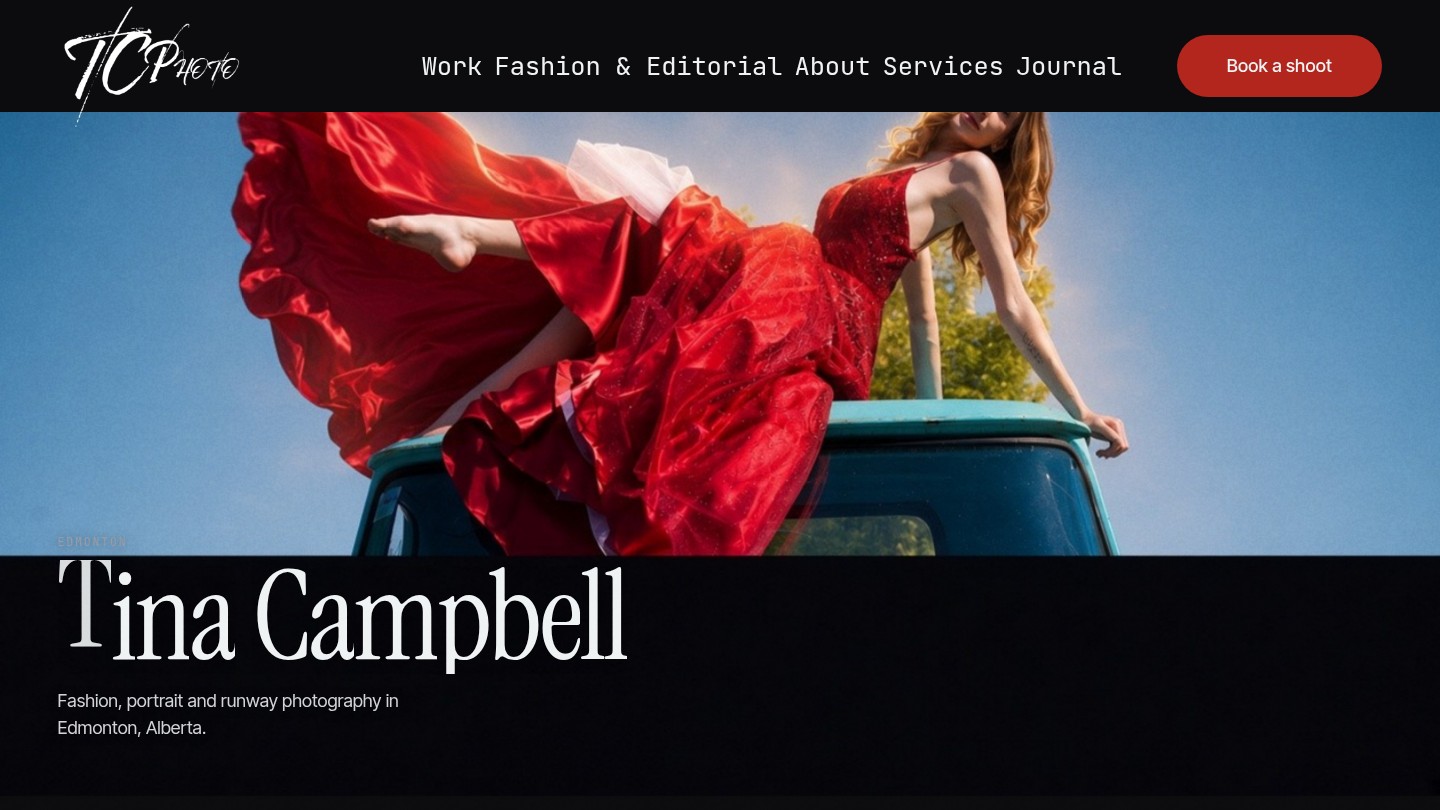 TCPHOTO
Work Fashion & Editorial About Services Journal
Book a shoot
EDMONTON
Tina Campbell
Fashion, portrait and runway photography in
Edmonton, Alberta.